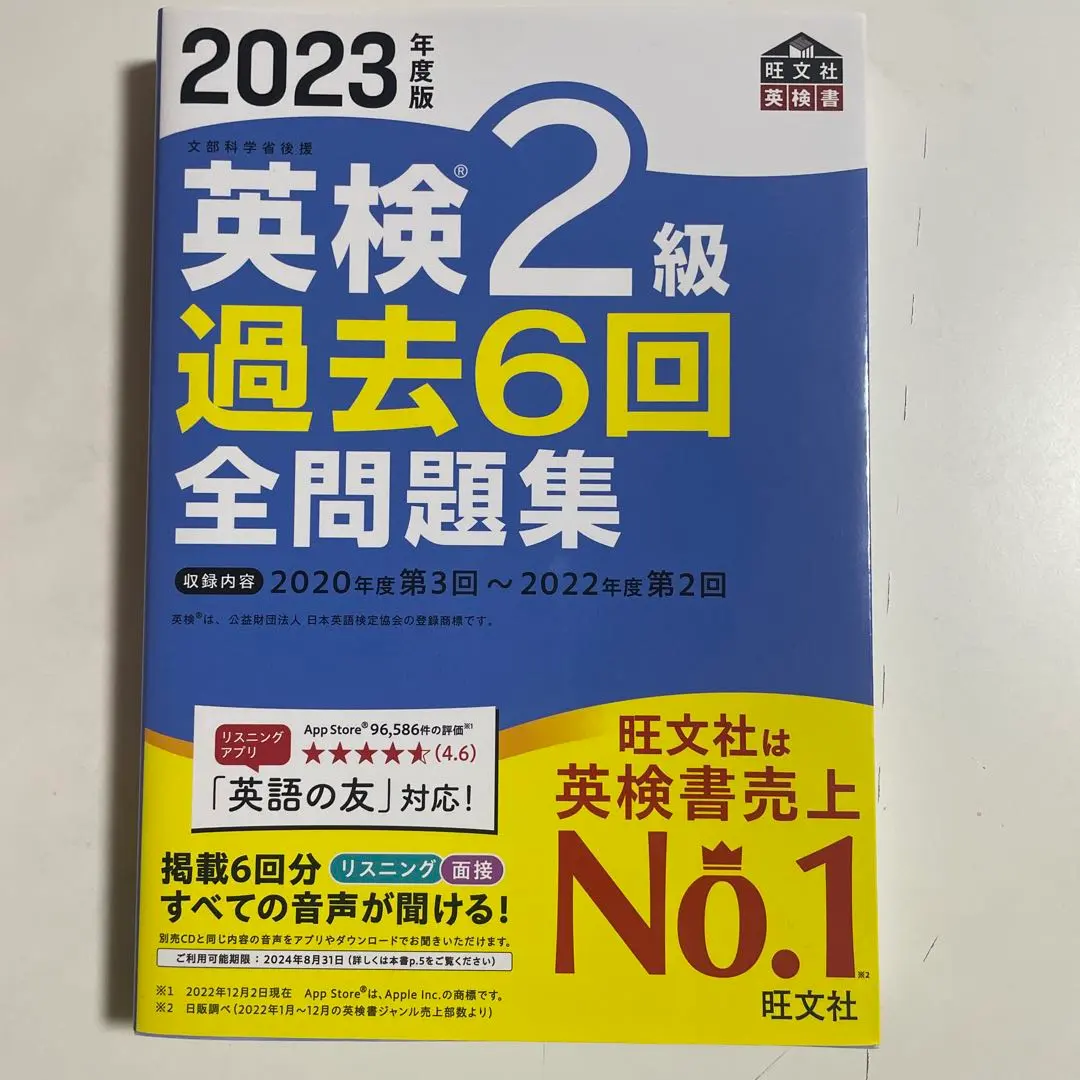 2023年度版
旺文社
英検書
文部科学省後援
英検®2級
過去6回
全問題集
収録内容 2020年度 第3回 ～ 2022年度 第2回
英検®は、公益財団法人 日本英語検定協会の登録商標です。
リスニング
アプリ
App Store® 96,586件の評価※1
★★★★⯪(4.6)
「英語の友」対応!
掲載6回分 リスニング 面接
すべての音声が聞ける!
別売CDと同じ内容の音声をアプリやダウンロードでお聞きいただけます。
ご利用可能期限：2024年8月31日(詳しくは本書p.5をご覧ください)
※1 2022年12月2日現在 App Store®は、Apple Inc.の商標です。
※2 日販調べ(2022年1月～12月の英検書ジャンル売上部数より)
旺文社は
英検書売上
No.1※2
旺文社